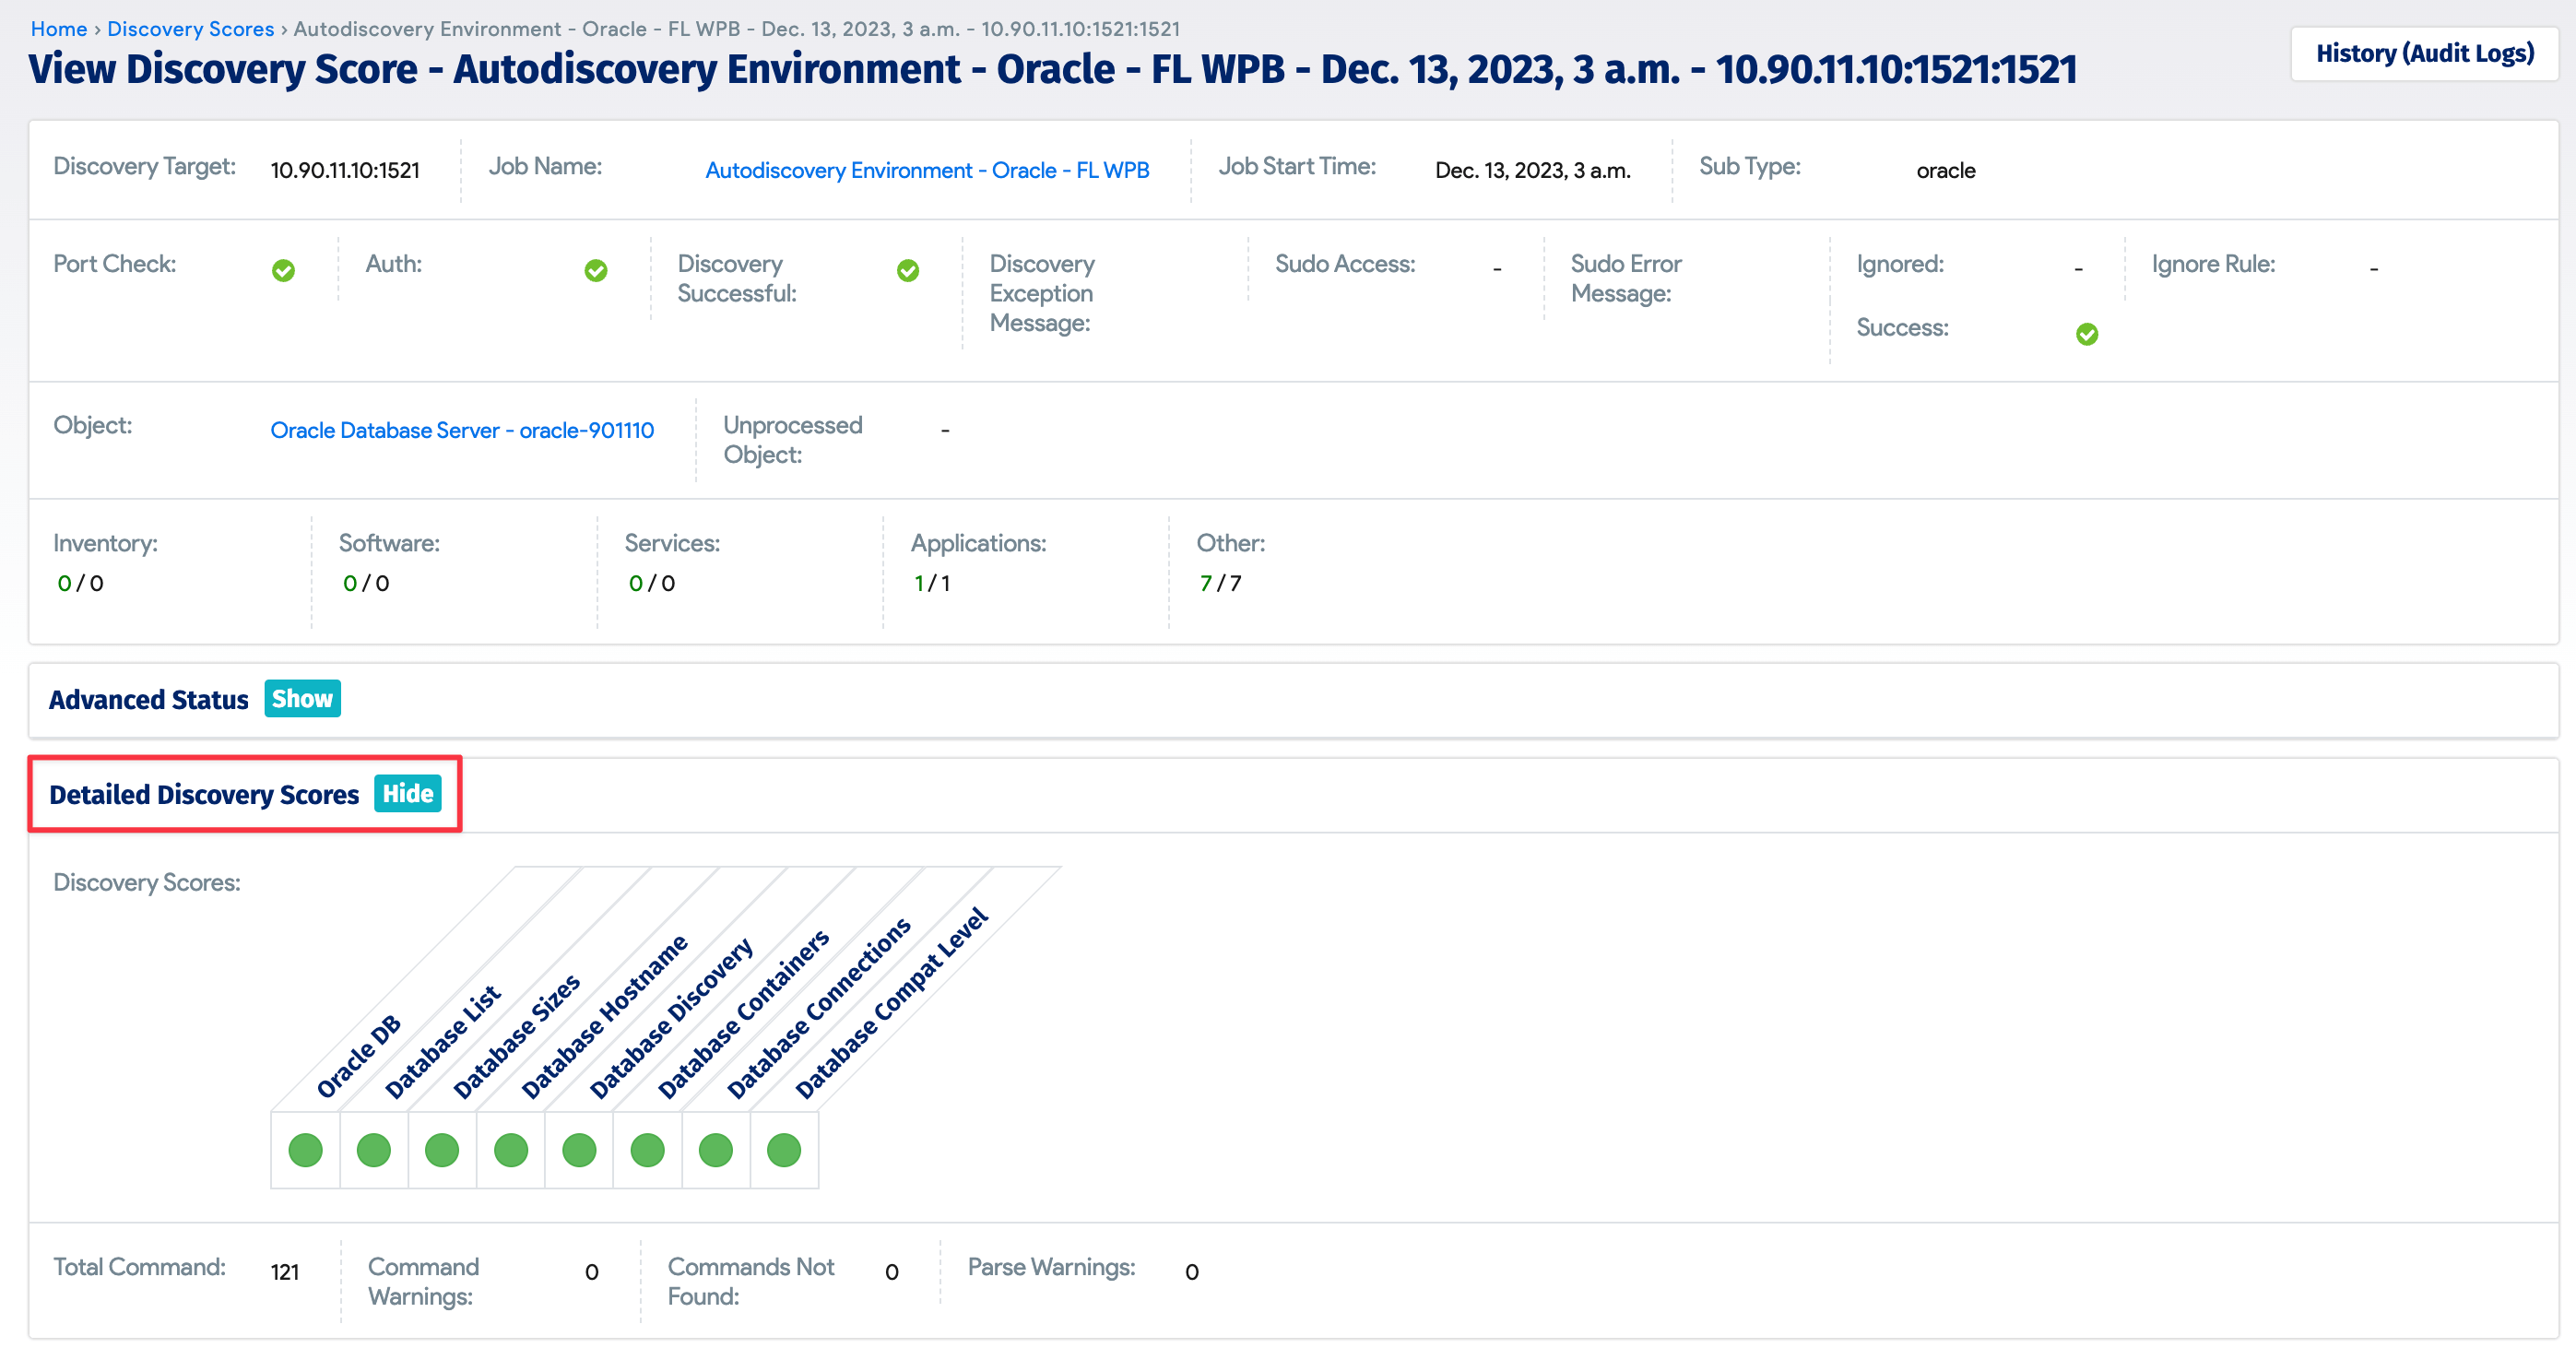 Home › Discovery Scores › Autodiscovery Environment - Oracle - FL WPB - Dec. 13, 2023, 3 a.m. - 10.90.11.10:1521:1521
View Discovery Score - Autodiscovery Environment - Oracle - FL WPB - Dec. 13, 2023, 3 a.m. - 10.90.11.10:1521:1521
History (Audit Logs)
Discovery Target: 10.90.11.10:1521 Job Name: Autodiscovery Environment - Oracle - FL WPB Job Start Time: Dec. 13, 2023, 3 a.m. Sub Type: oracle
Port Check:
Auth:
Discovery
Successful:
Discovery
Exception
Message:
Sudo Access: -
Sudo Error
Message:
Ignored: -
Success:
Ignore Rule: -
Object: Oracle Database Server - oracle-901110
Unprocessed
Object:
-
Inventory: Software: Services: Applications: Other:
0 / 0 0 / 0 0 / 0 1 / 1 7 / 7
Advanced Status Show
Detailed Discovery Scores Hide
Discovery Scores:
Oracle DB
Database List
Database Sizes
Database Hostname
Database Discovery
Database Containers
Database Connections
Database Compat Level
Total Command: 121
Command
Warnings:
0
Commands Not
Found:
0
Parse Warnings: 0